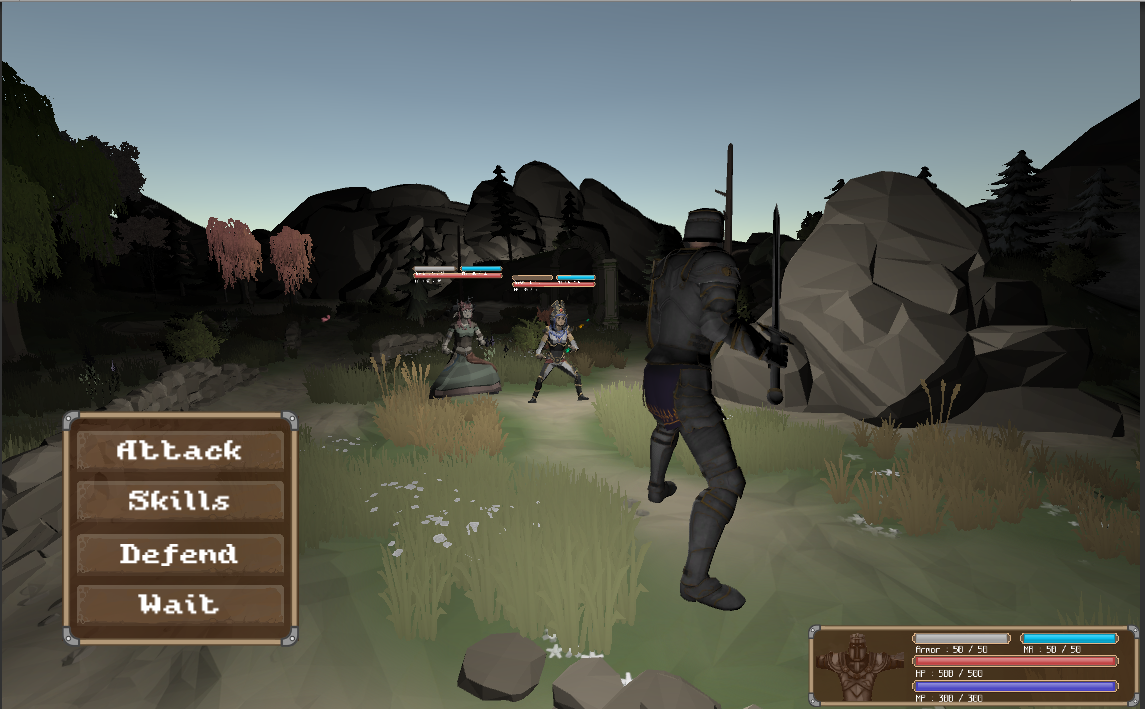 Attack
Skills
Defend
Wait
Armor : 50 / 50 MA : 50 / 50
HP : 500 / 500
MP : 300 / 300